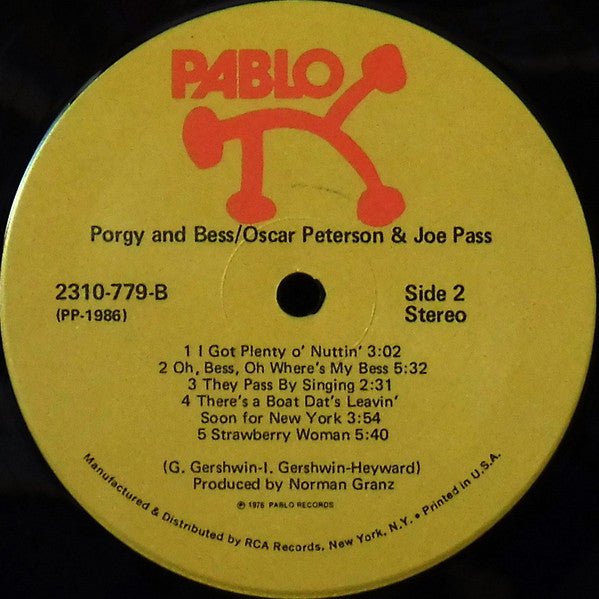 PABLO
Porgy and Bess/Oscar Peterson & Joe Pass
2310-779-B
(PP-1986)
Side 2
Stereo
1 I Got Plenty o' Nuttin' 3:02
2 Oh, Bess, Oh Where's My Bess 5:32
3 They Pass By Singing 2:31
4 There's a Boat Dat's Leavin'
Soon for New York 3:54
5 Strawberry Woman 5:40
(G. Gershwin-I. Gershwin-Heyward)
Produced by Norman Granz
℗ 1976 PABLO RECORDS
Manufactured & Distributed by RCA Records, New York, N.Y. • Printed in U.S.A.